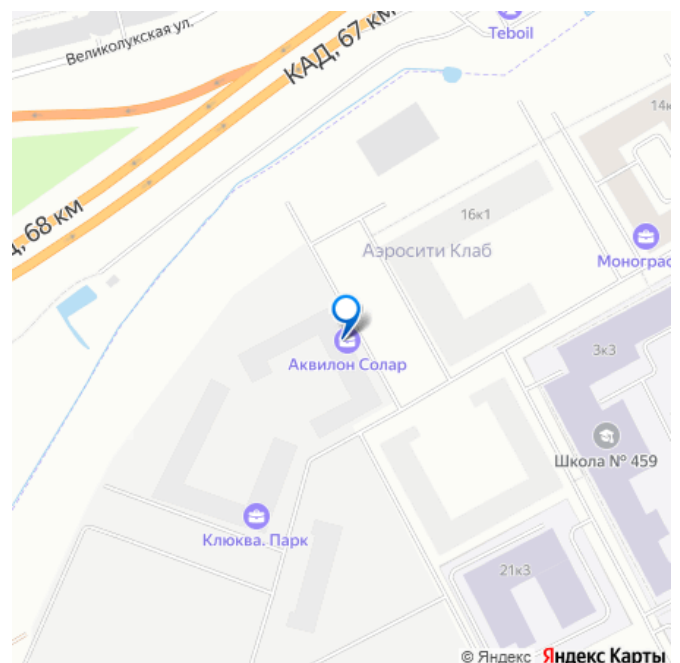 Великолукская ул.
Teboil
КАД, 67 км
14к
Д, 68 км
16к1
Аэросити Клаб
Монограф
Аквилон Солар
3к3
Школа № 459
Клюква. Парк
21к3
© Яндекс Яндекс Карты